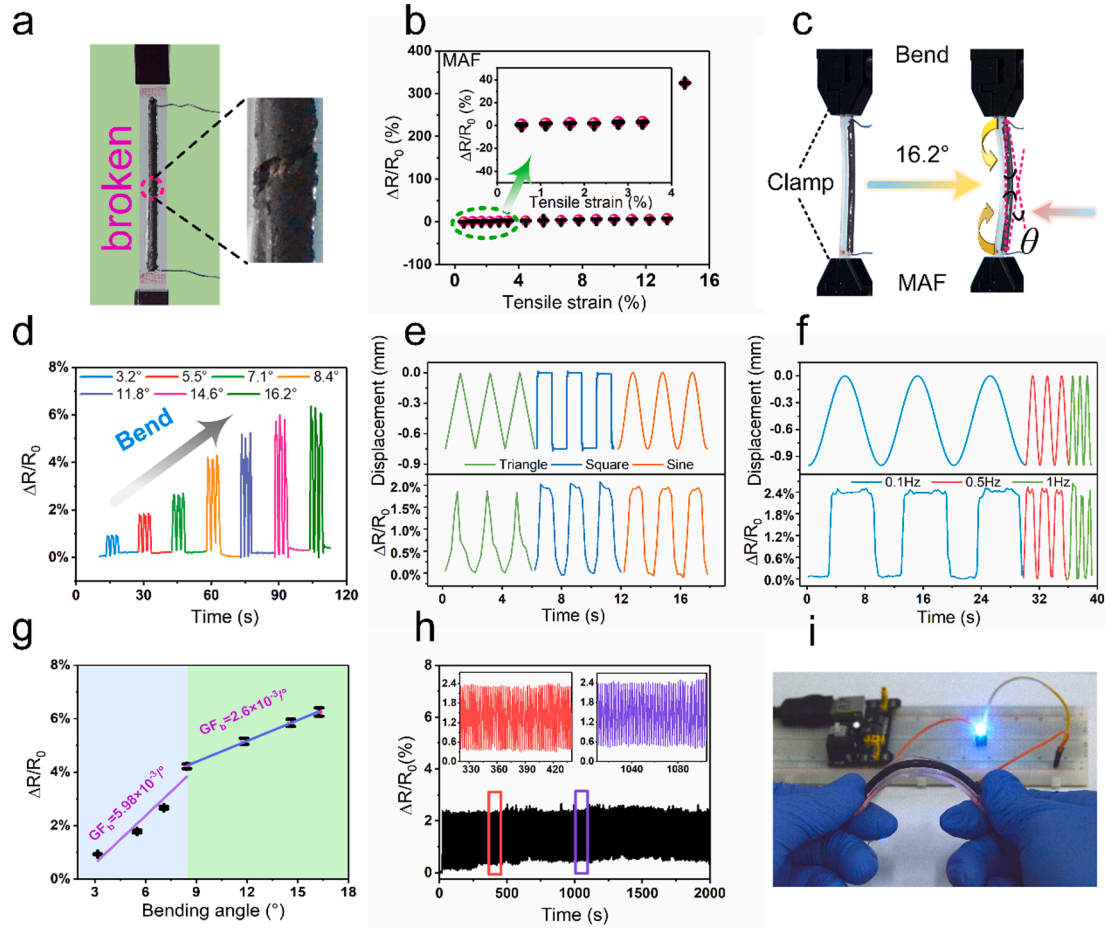 a
broken
b
MAF
400
300
200
100
0
-100
ΔR/R0 (%)
0 2 4 6 8 10 12 14 16
Tensile strain (%)
40
20
0
-20
-40
ΔR/R0 (%)
0 1 2 3 4
Tensile strain (%)
c
Bend
16.2°
Clamp
θ
MAF
d
8%
6%
4%
2%
0%
ΔR/R0
3.2° 5.5° 7.1° 8.4°
11.8° 14.6° 16.2°
Bend
0 30 60 90 120
Time (s)
e
Displacement (mm)
0.0
-0.3
-0.6
-0.9
Triangle Square Sine
ΔR/R0
2.0%
1.5%
1.0%
0.5%
0.0%
0 4 8 12 16
Time (s)
f
Displacement (mm)
0.0
-0.3
-0.6
-0.9
0.1Hz 0.5Hz 1Hz
ΔR/R0
2.4%
1.8%
1.2%
0.6%
0.0%
0 8 16 24 32 40
Time (s)
g
8%
6%
4%
2%
0%
ΔR/R0
GFb=5.98×10-3/°
GFb=2.6×10-3/°
3 6 9 12 15 18
Bending angle (°)
h
8
6
4
2
0
ΔR/R0(%)
2.4
1.8
1.2
0.6
0.0
330 360 390 420
2.4
1.8
1.2
0.6
0.0
1040 1080
0 500 1000 1500 2000
Time (s)
i